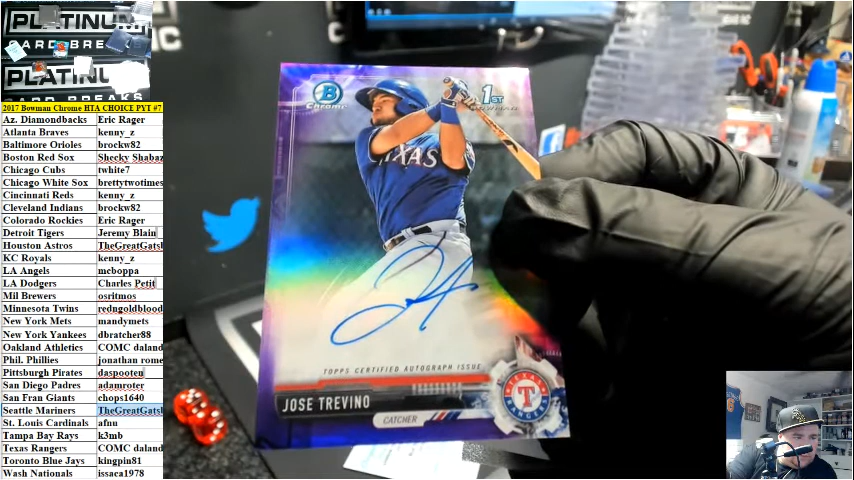 PLATINUM
CARD BREAKS
PLATINUM
CARD BREAKS
2017 Bowman Chrome HTA CHOICE PYT #7
Az. Diamondbacks Eric Rager
Atlanta Braves kenny_z
Baltimore Orioles brockw82
Boston Red Sox Shecky Shabaz
Chicago Cubs twhite7
Chicago White Sox brettytwotimes
Cincinnati Reds kenny_z
Cleveland Indians brockw82
Colorado Rockies Eric Rager
Detroit Tigers Jeremy Blain
Houston Astros TheGreatGatsl
KC Royals kenny_z
LA Angels mcboppa
LA Dodgers Charles Petit
Mil Brewers ositmos
Minnesota Twins redngoldblood
New York Mets mandymets
New York Yankees dbratcher88
Oakland Athletics COMC daland
Phil. Phillies jonathan rome
Pittsburgh Pirates daspooten
San Diego Padres adamroter
San Fran Giants chops1640
Seattle Mariners TheGreatGatsl
St. Louis Cardinals afnu
Tampa Bay Rays k3mb
Texas Rangers COMC daland
Toronto Blue Jays kingpin81
Wash Nationals issaca1978
B
Chrome
1ST
BOWMAN
TEXAS
TOPPS CERTIFIED AUTOGRAPH ISSUE
JOSE TREVINO
CATCHER
TEXAS
T
RANGERS